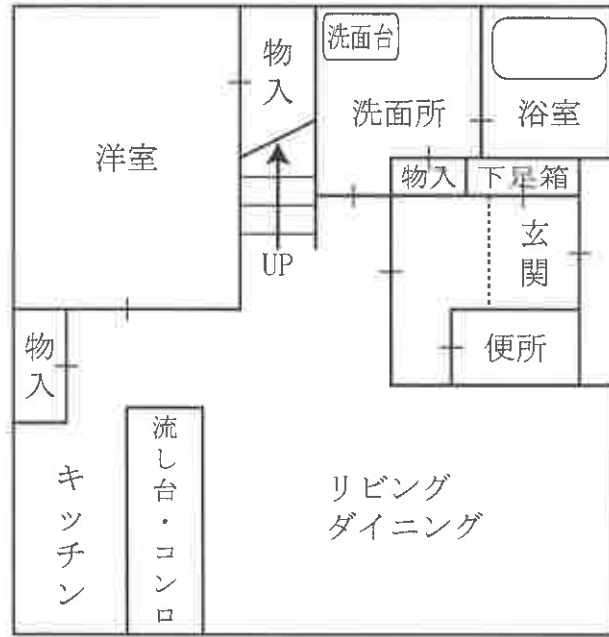 物入
洗面台
洗面所
浴室
洋室
物入
下足箱
玄関
UP
便所
物入
キッチン
流し台・コンロ
リビング
ダイニング